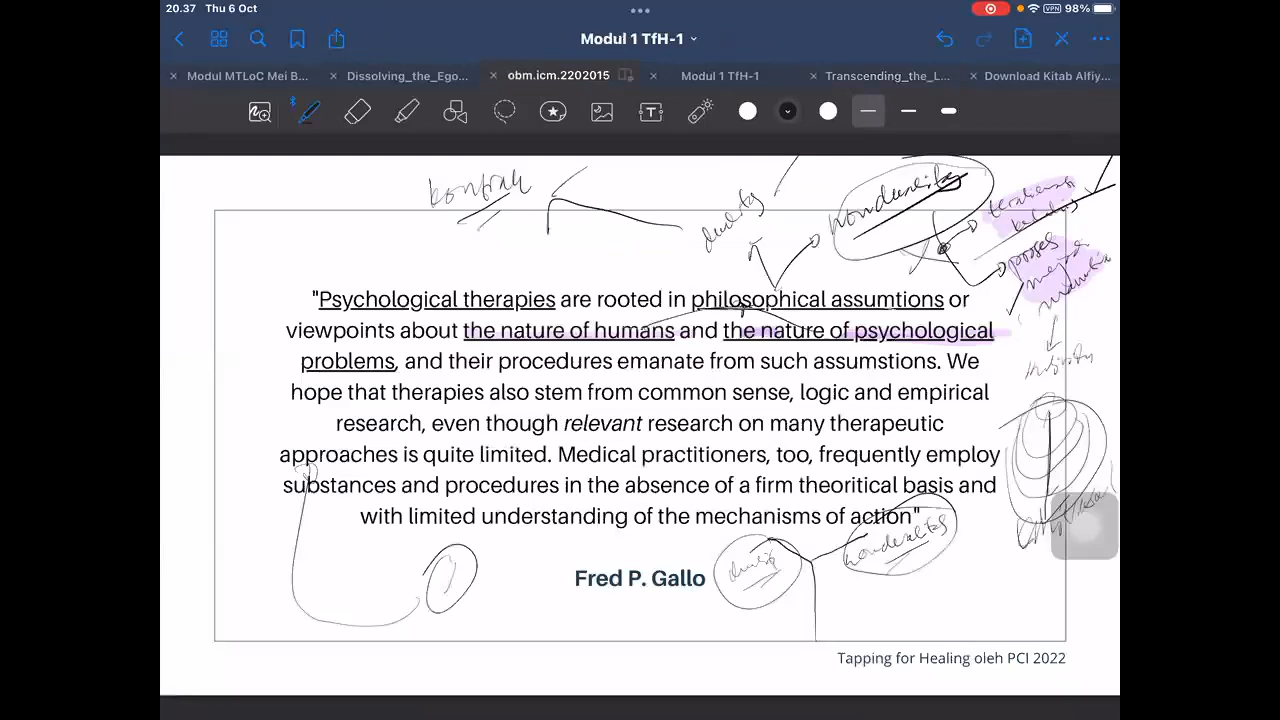 20.37 Thu 6 Oct
VPN 98%
Modul 1 TfH-1
Modul MTLoC Mei B...
Dissolving_the_Ego...
obm.icm.2202015
Modul 1 TfH-1
Transcending_the_L...
Download Kitab Alfiy...
duality
nonduality
proses
"Psychological therapies are rooted in philosophical assumtions or
viewpoints about the nature of humans and the nature of psychological
problems, and their procedures emanate from such assumstions. We
hope that therapies also stem from common sense, logic and empirical
research, even though relevant research on many therapeutic
approaches is quite limited. Medical practitioners, too, frequently employ
substances and procedures in the absence of a firm theoritical basis and
with limited understanding of the mechanisms of action"
nonduality
Fred P. Gallo
Tapping for Healing oleh PCI 2022